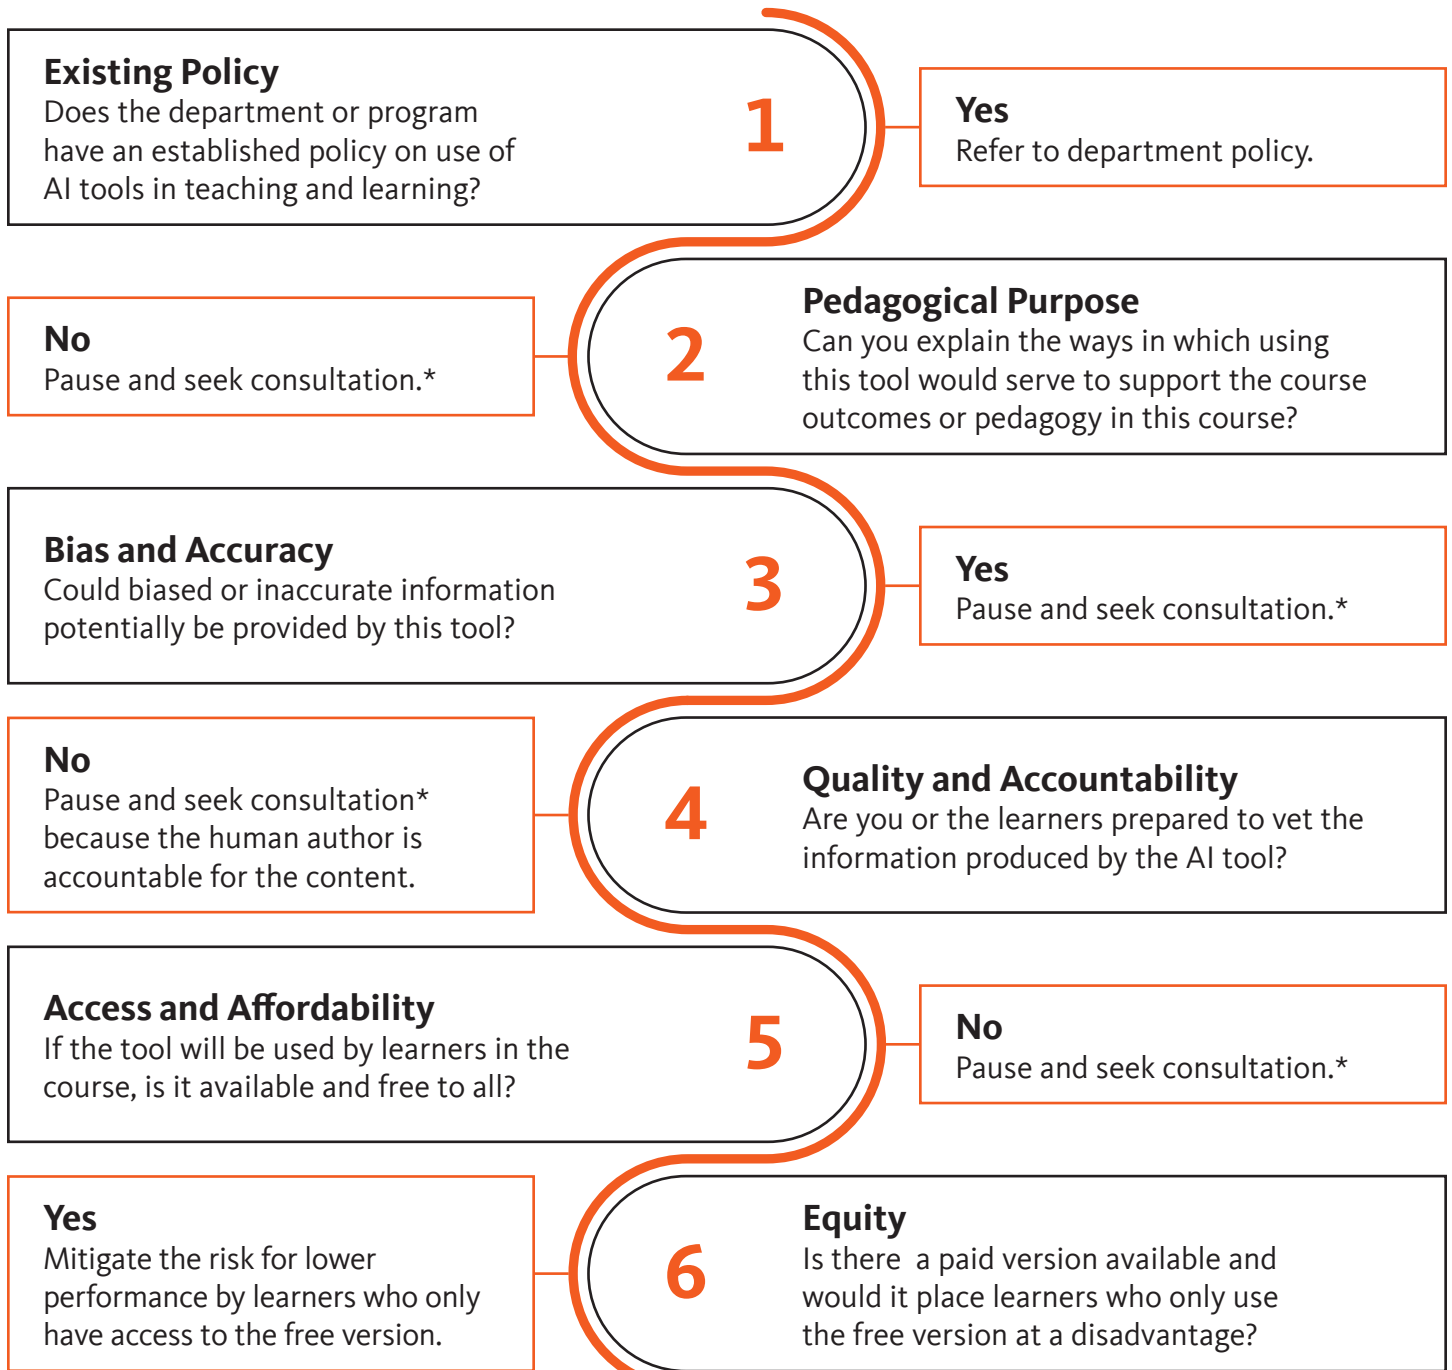 Existing Policy
Does the department or program
have an established policy on use of
AI tools in teaching and learning?
1
Yes
Refer to department policy.
No
Pause and seek consultation.*
2
Pedagogical Purpose
Can you explain the ways in which using
this tool would serve to support the course
outcomes or pedagogy in this course?
Bias and Accuracy
Could biased or inaccurate information
potentially be provided by this tool?
3
Yes
Pause and seek consultation.*
No
Pause and seek consultation*
because the human author is
accountable for the content.
4
Quality and Accountability
Are you or the learners prepared to vet the
information produced by the AI tool?
Access and Affordability
If the tool will be used by learners in the
course, is it available and free to all?
5
No
Pause and seek consultation.*
Yes
Mitigate the risk for lower
performance by learners who only
have access to the free version.
6
Equity
Is there  a paid version available and
would it place learners who only use
the free version at a disadvantage?